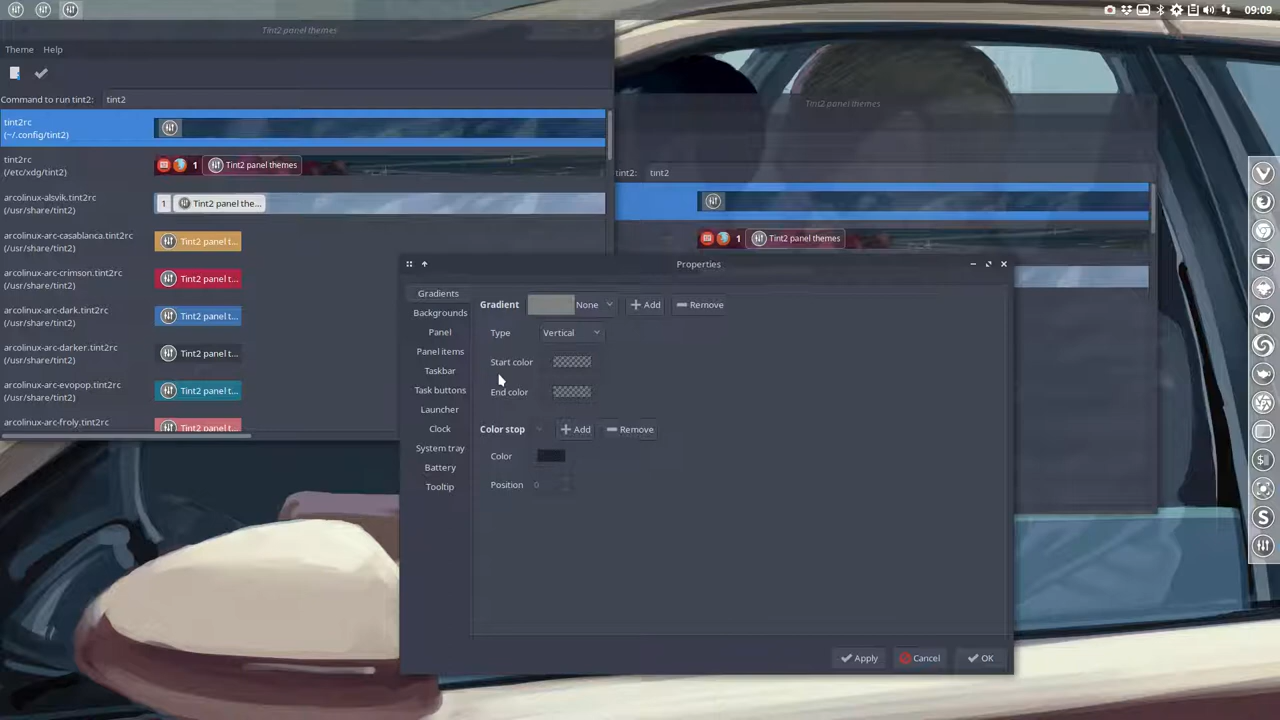 09:09
Tint2 panel themes
Theme Help
Command to run tint2: tint2
tint2rc
(~/.config/tint2)
tint2rc
(/etc/xdg/tint2)
1 Tint2 panel themes
arcolinux-alsvik.tint2rc
(/usr/share/tint2)
1 Tint2 panel the...
arcolinux-arc-casablanca.tint2rc
(/usr/share/tint2)
Tint2 panel t...
arcolinux-arc-crimson.tint2rc
(/usr/share/tint2)
Tint2 panel t...
arcolinux-arc-dark.tint2rc
(/usr/share/tint2)
Tint2 panel t...
arcolinux-arc-darker.tint2rc
(/usr/share/tint2)
Tint2 panel t...
arcolinux-arc-evopop.tint2rc
(/usr/share/tint2)
Tint2 panel t...
arcolinux-arc-froly.tint2rc
Tint2 panel t...
Tint2 panel themes
tint2: tint2
1 Tint2 panel themes
Properties
Gradients
Backgrounds
Panel
Panel items
Taskbar
Task buttons
Launcher
Clock
System tray
Battery
Tooltip
Gradient None Add Remove
Type Vertical
Start color
End color
Color stop Add Remove
Color
Position 0
Apply Cancel OK